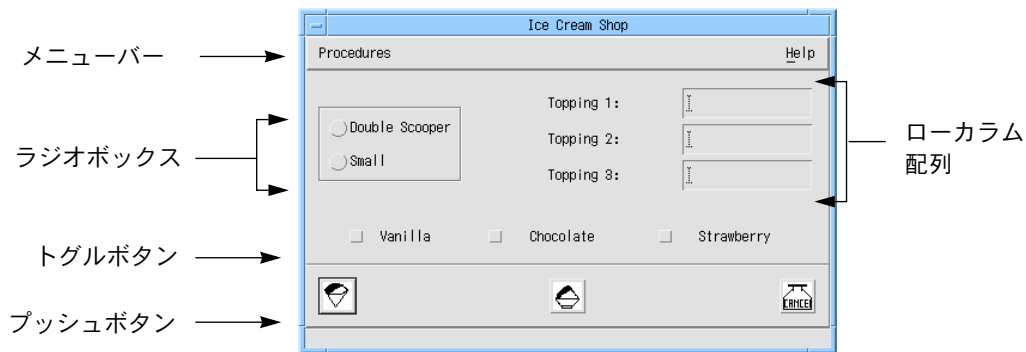 Ice Cream Shop
メニューバー
Procedures
Help
Topping 1:
Double Scooper
Topping 2:
ラジオボックス
Small
Topping 3:
ローカラム
配列
Vanilla
Chocolate
Strawberry
トグルボタン
CANCEL
プッシュボタン